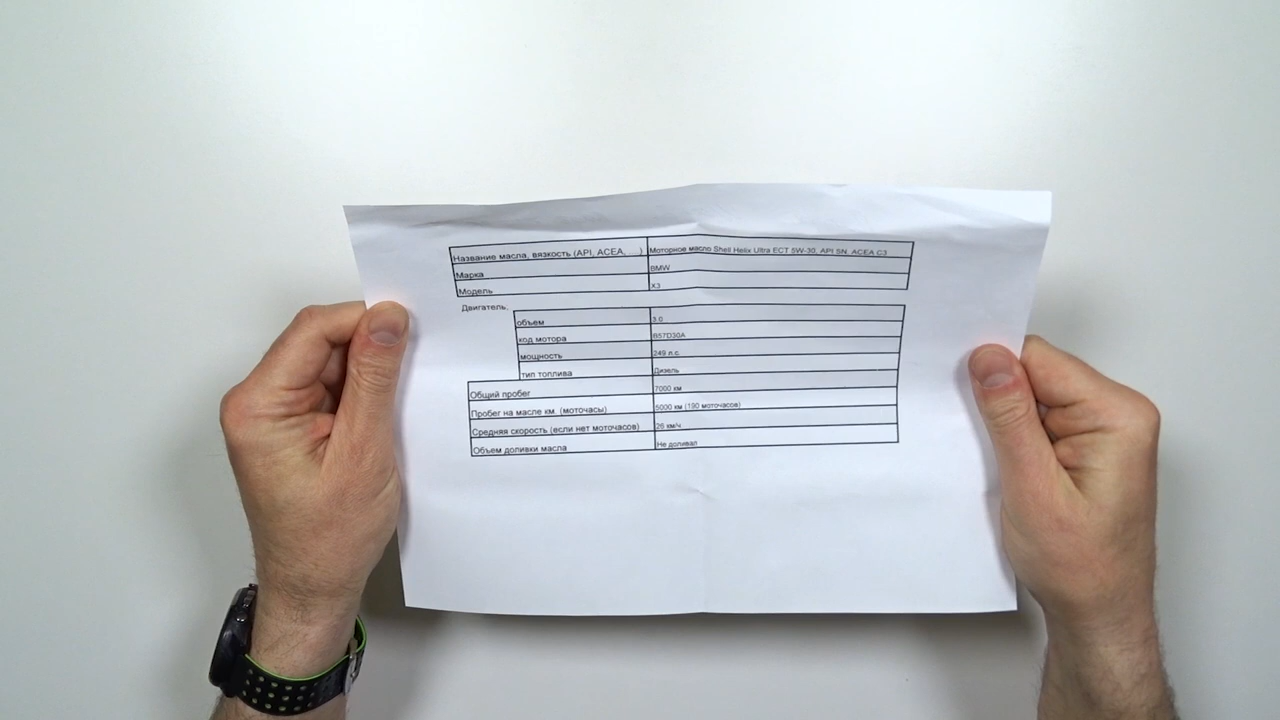 Название масла, вязкость (API, ACEA, ...) Моторное масло Shell Helix Ultra ECT 5W-30, API SN, ACEA C3
Марка BMW
Модель X3
Двигатель:
объем 3.0
код мотора B57D30A
мощность 249 л.с.
тип топлива Дизель
Общий пробег 7000 км
Пробег на масле км. (моточасы) 5000 км (190 моточасов)
Средняя скорость (если нет моточасов) 26 км/ч
Объем доливки масла Не доливал